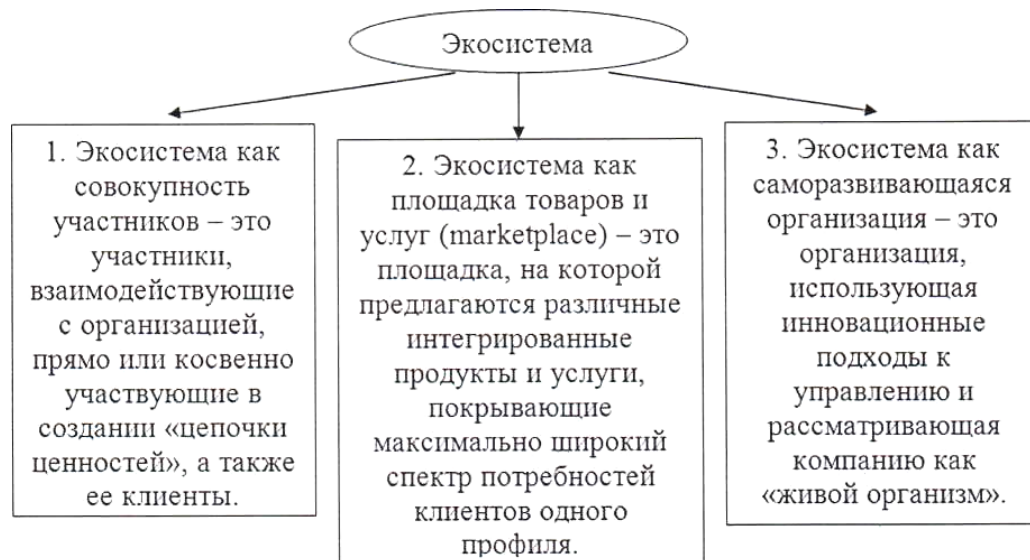 Экосистема
1. Экосистема как
совокупность
участников – это
участники,
взаимодействующие
с организацией,
прямо или косвенно
участвующие в
создании «цепочки
ценностей», а также
ее клиенты.
2. Экосистема как
площадка товаров и
услуг (marketplace) – это
площадка, на которой
предлагаются различные
интегрированные
продукты и услуги,
покрывающие
максимально широкий
спектр потребностей
клиентов одного
профиля.
3. Экосистема как
саморазвивающаяся
организация – это
организация,
использующая
инновационные
подходы к
управлению и
рассматривающая
компанию как
«живой организм».